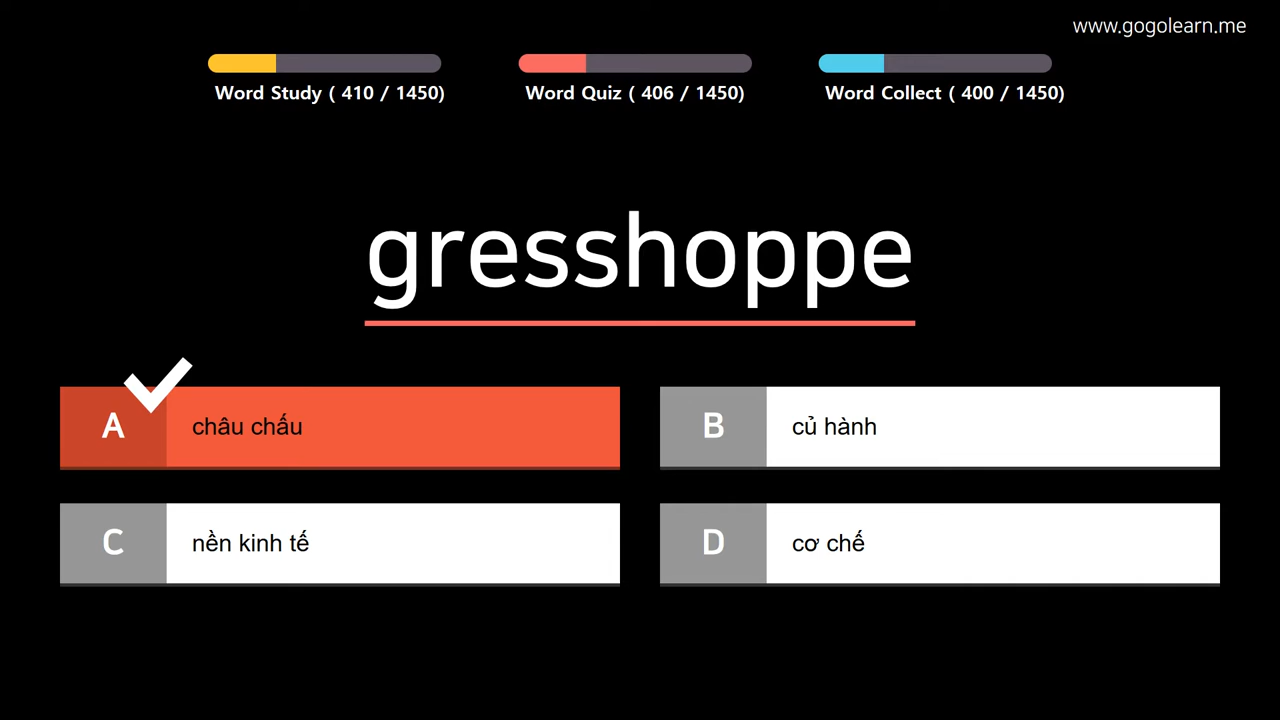 www.gogolearn.me
Word Study ( 410 / 1450)
Word Quiz ( 406 / 1450)
Word Collect ( 400 / 1450)
gresshoppe
A châu chấu
B củ hành
C nền kinh tế
D cơ chế